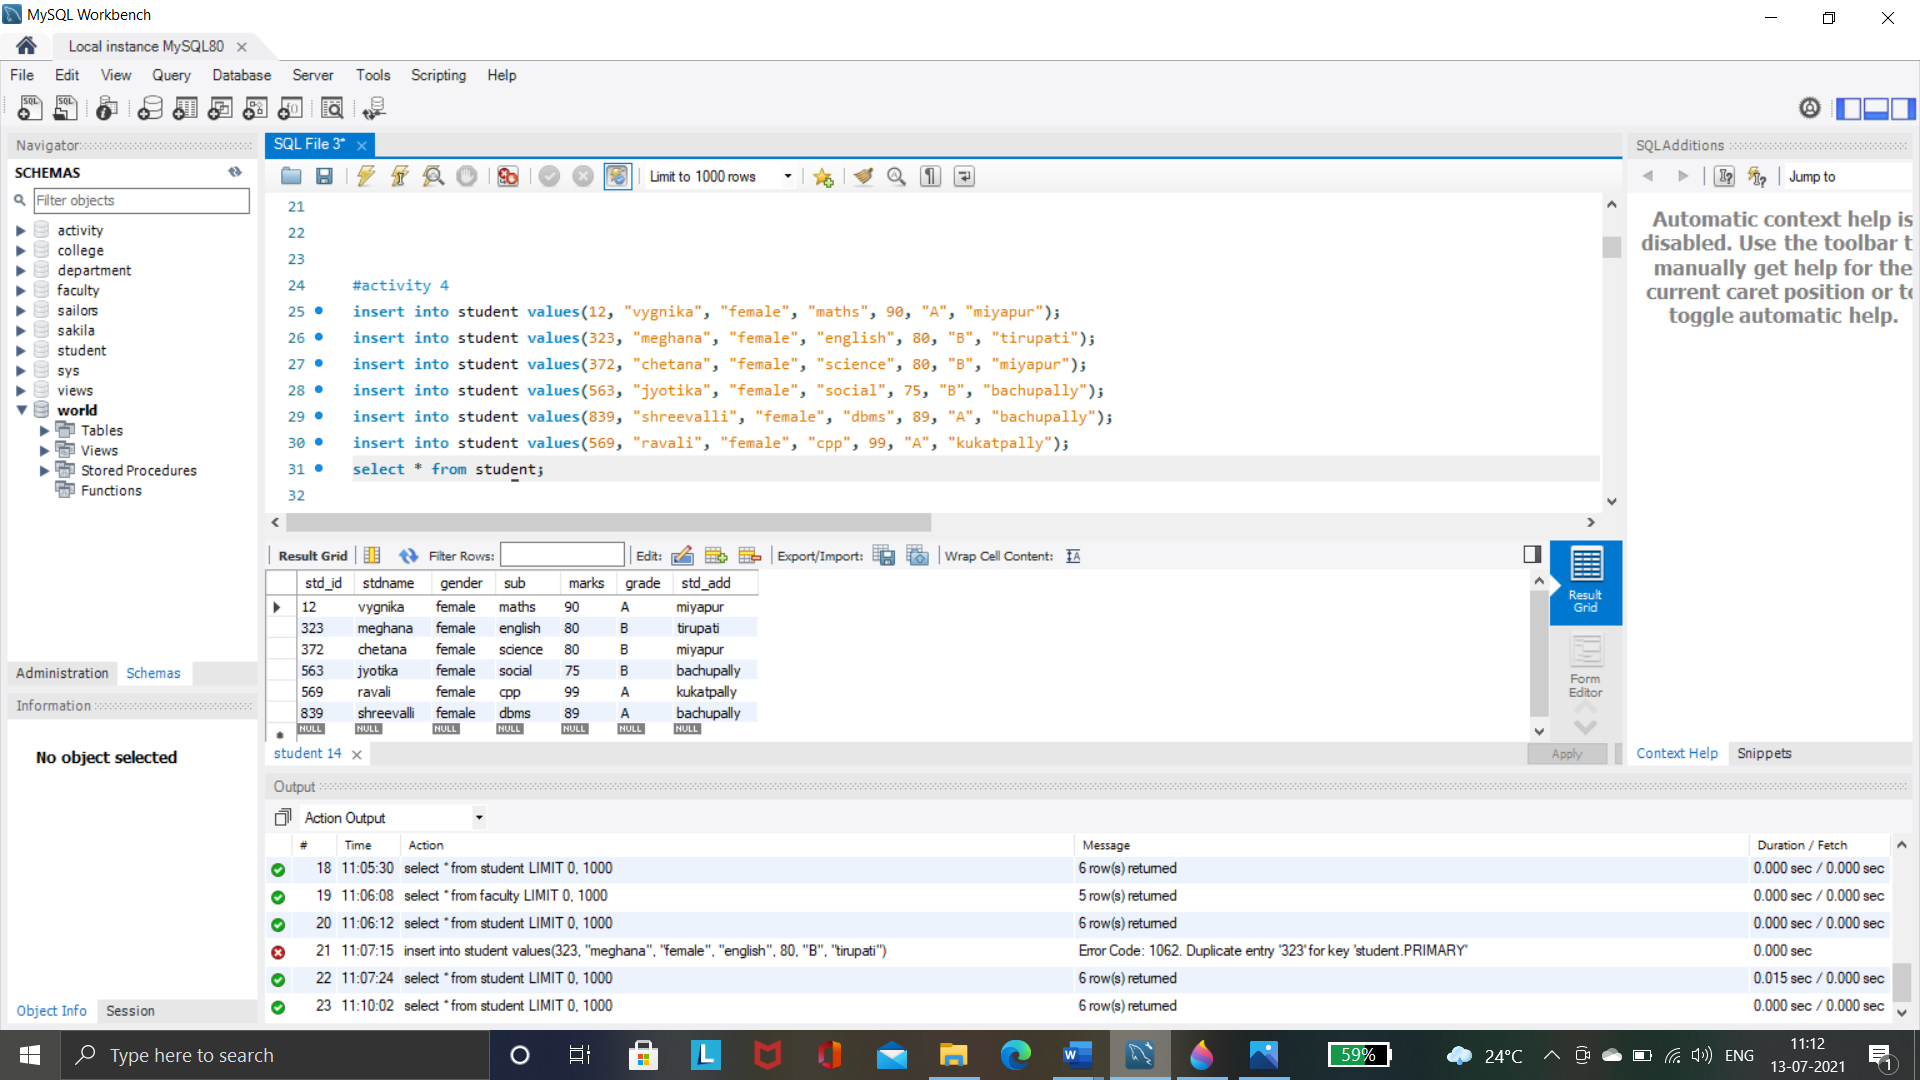 MySQL Workbench
Local instance MySQL80
File Edit View Query Database Server Tools Scripting Help
Navigator
SCHEMAS
Filter objects
activity
college
department
faculty
sailors
sakila
student
sys
views
world
Tables
Views
Stored Procedures
Functions
Administration Schemas
Information
No object selected
Object Info Session
SQL File 3*
Limit to 1000 rows
21
22
23
24 #activity 4
25 insert into student values(12, "vygnika", "female", "maths", 90, "A", "miyapur");
26 insert into student values(323, "meghana", "female", "english", 80, "B", "tirupati");
27 insert into student values(372, "chetana", "female", "science", 80, "B", "miyapur");
28 insert into student values(563, "jyotika", "female", "social", 75, "B", "bachupally");
29 insert into student values(839, "shreevalli", "female", "dbms", 89, "A", "bachupally");
30 insert into student values(569, "ravali", "female", "cpp", 99, "A", "kukatpally");
31 select * from student;
32
Result Grid Filter Rows: Edit: Export/Import: Wrap Cell Content:
std_id stdname gender sub marks grade std_add
12 vygnika female maths 90 A miyapur
323 meghana female english 80 B tirupati
372 chetana female science 80 B miyapur
563 jyotika female social 75 B bachupally
569 ravali female cpp 99 A kukatpally
839 shreevalli female dbms 89 A bachupally
NULL NULL NULL NULL NULL NULL NULL
Result
Grid
Form
Editor
student 14
Apply
SQLAdditions
Jump to
Automatic context help is
disabled. Use the toolbar t
manually get help for the
current caret position or to
toggle automatic help.
Context Help Snippets
Output
Action Output
# Time Action Message Duration / Fetch
18 11:05:30 select * from student LIMIT 0, 1000 6 row(s) returned 0.000 sec / 0.000 sec
19 11:06:08 select * from faculty LIMIT 0, 1000 5 row(s) returned 0.000 sec / 0.000 sec
20 11:06:12 select * from student LIMIT 0, 1000 6 row(s) returned 0.000 sec / 0.000 sec
21 11:07:15 insert into student values(323, "meghana", "female", "english", 80, "B", "tirupati") Error Code: 1062. Duplicate entry '323' for key 'student.PRIMARY' 0.000 sec
22 11:07:24 select * from student LIMIT 0, 1000 6 row(s) returned 0.015 sec / 0.000 sec
23 11:10:02 select * from student LIMIT 0, 1000 6 row(s) returned 0.000 sec / 0.000 sec
Type here to search
59%
24°C
ENG
11:12
13-07-2021
1